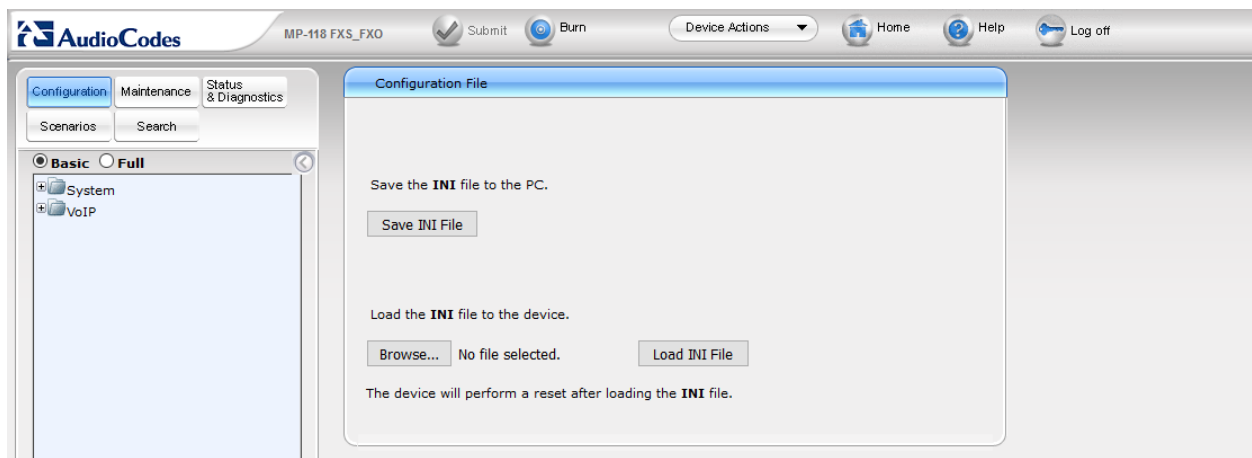 AudioCodes
MP-118 FXS_FXO
Submit
Burn
Device Actions
Home
Help
Log off
Configuration
Maintenance
Status
& Diagnostics
Scenarios
Search
Basic
Full
System
VoIP
Configuration File
Save the INI file to the PC.
Save INI File
Load the INI file to the device.
Browse...
No file selected.
Load INI File
The device will perform a reset after loading the INI file.